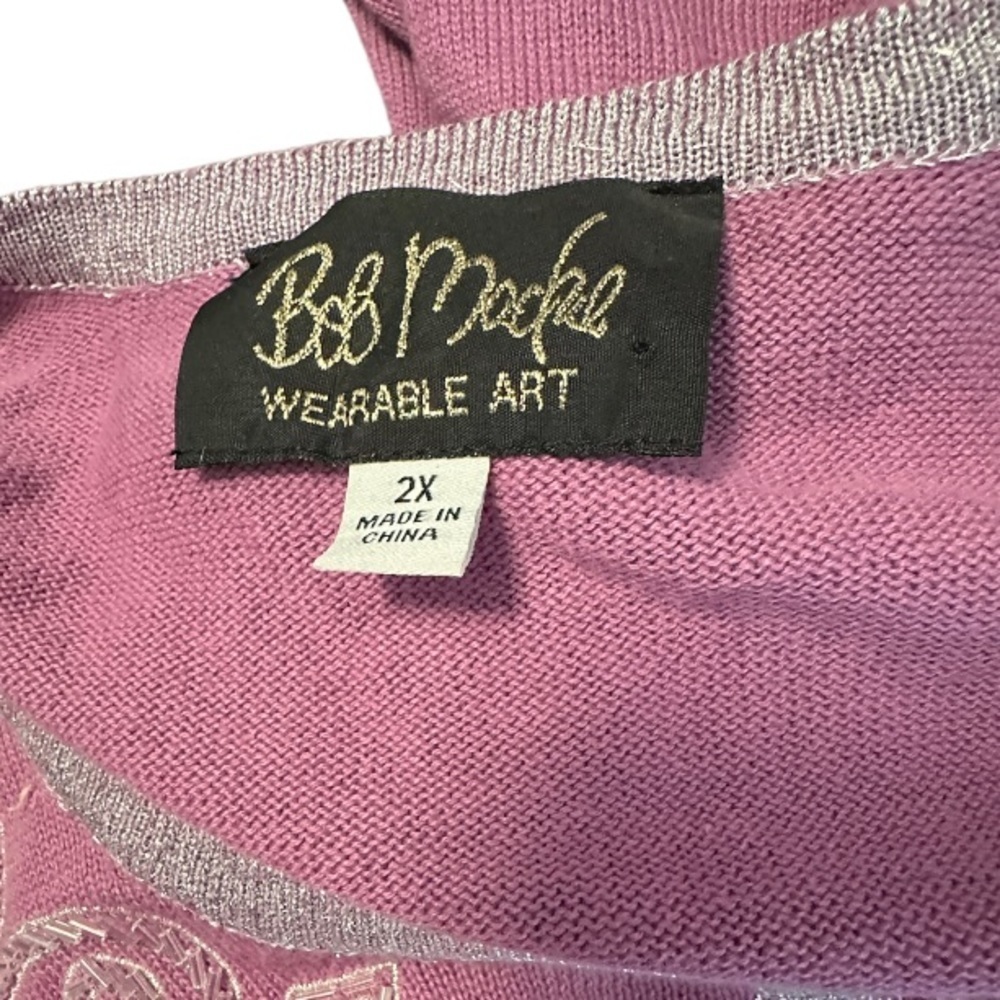 Bob Mackie
WEARABLE ART
2X
MADE IN
CHINA